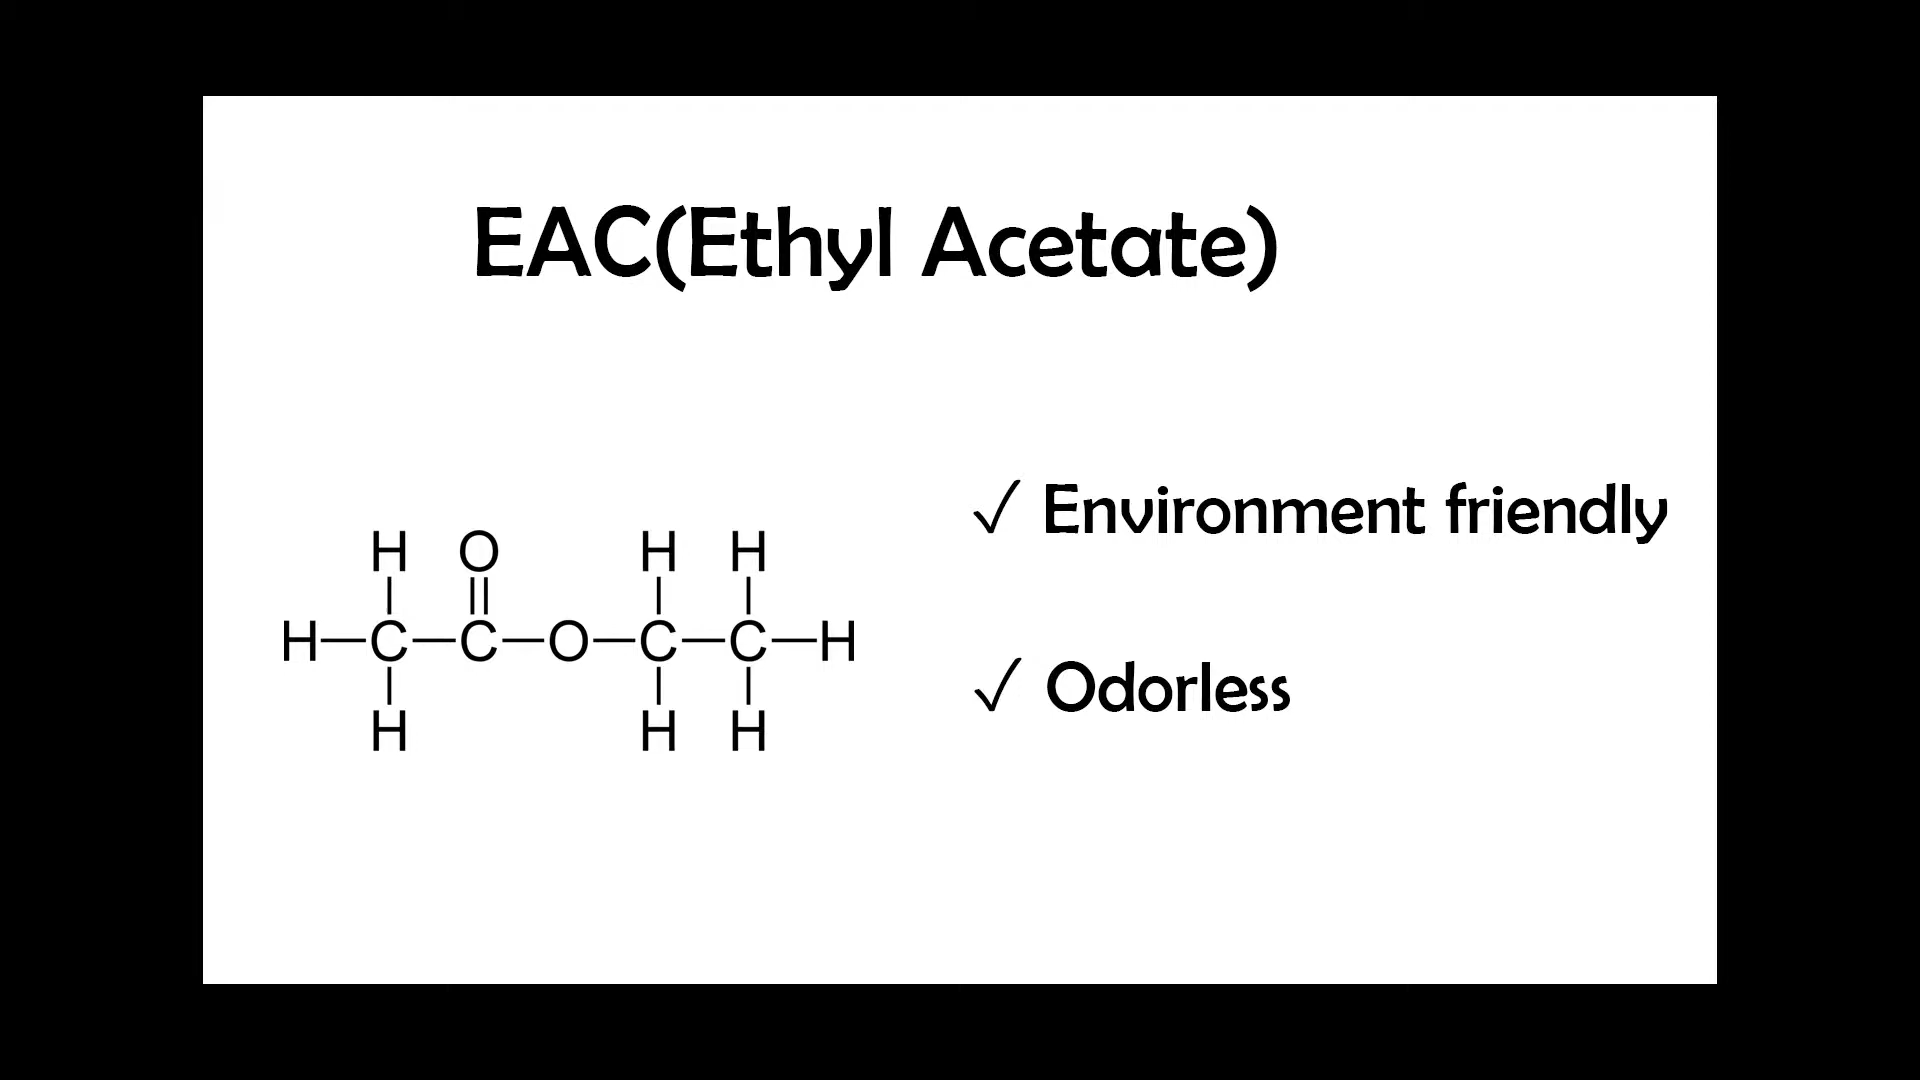 EAC(Ethyl Acetate)
✓ Environment friendly
H O H H
H—C—C—O—C—C—H
H H H
✓ Odorless